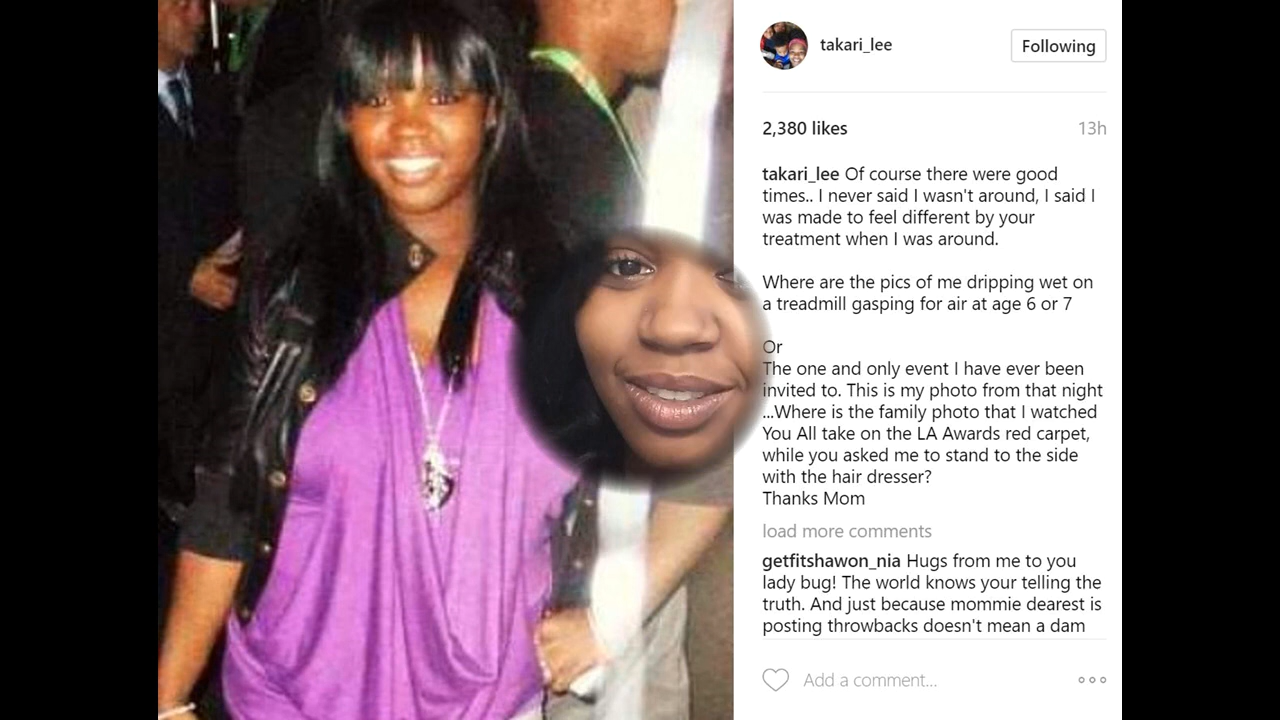 takari_lee
Following
2,380 likes
13h
takari_lee Of course there were good
times.. I never said I wasn't around, I said I
was made to feel different by your
treatment when I was around.
Where are the pics of me dripping wet on
a treadmill gasping for air at age 6 or 7
Or
The one and only event I have ever been
invited to. This is my photo from that night
...Where is the family photo that I watched
You All take on the LA Awards red carpet,
while you asked me to stand to the side
with the hair dresser?
Thanks Mom
load more comments
getfitshawon_nia Hugs from me to you
lady bug! The world knows your telling the
truth. And just because mommie dearest is
posting throwbacks doesn't mean a dam
Add a comment...